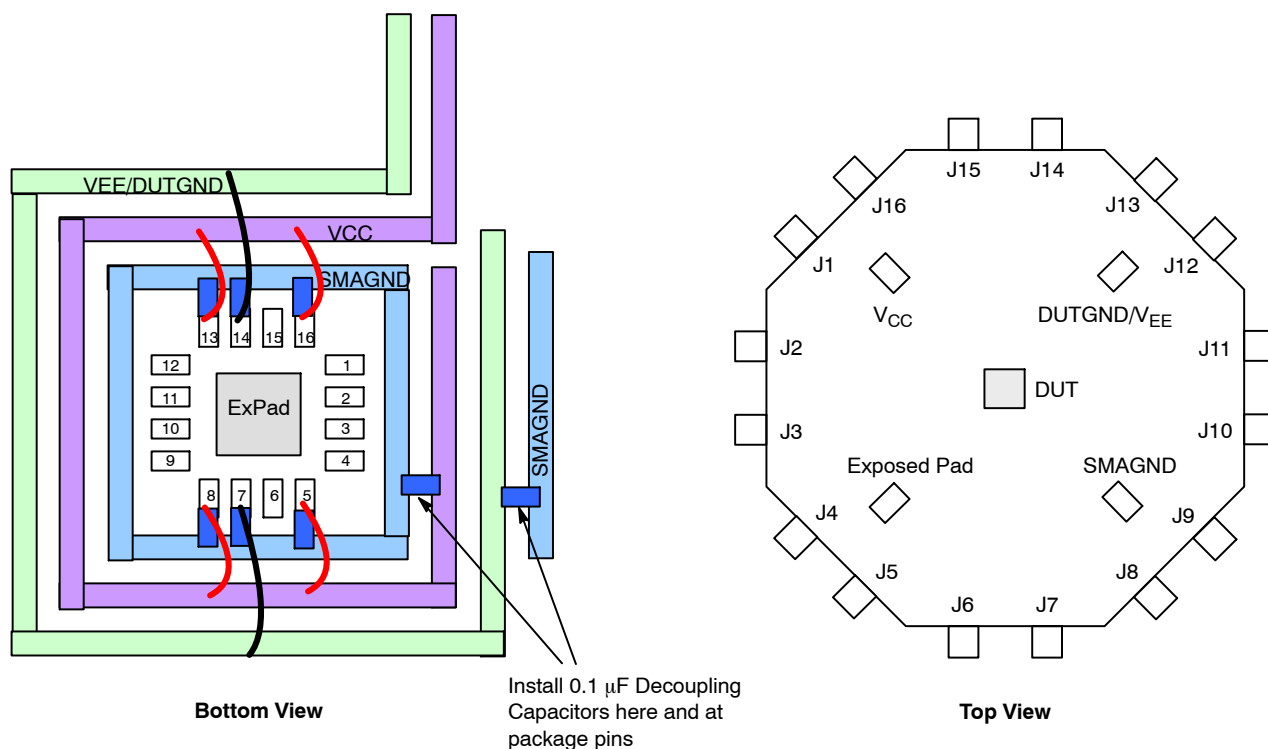 VEE/DUTGND
VCC
SMAGND
13
14
15
16
12
1
11
2
10
3
9
4
ExPad
8
7
6
5
SMAGND
Install 0.1 μF Decoupling
Capacitors here and at
package pins
Bottom View
J15
J14
J16
J13
J1
J12
VCC
DUTGND/VEE
J2
J11
DUT
J3
J10
Exposed Pad
SMAGND
J4
J9
J5
J8
J6
J7
Top View